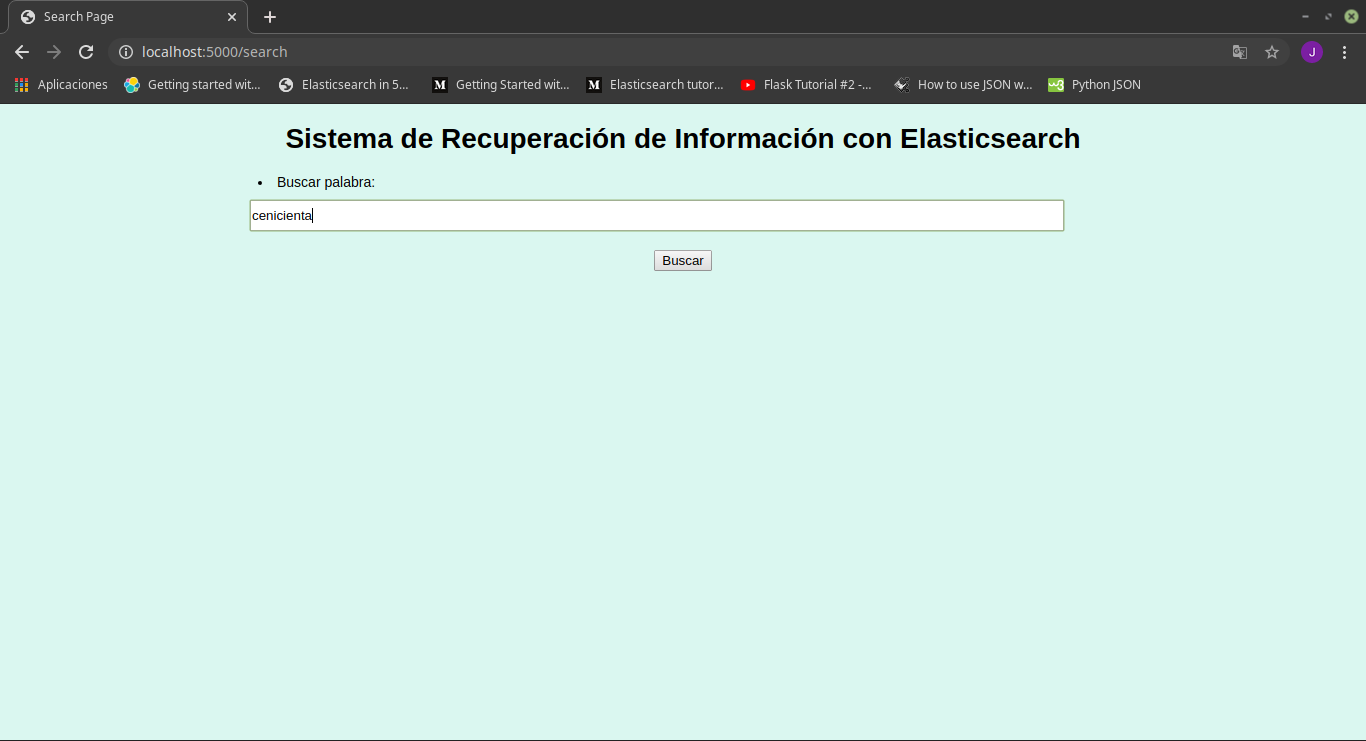 Search Page
localhost:5000/search
J
Aplicaciones
Getting started wit...
Elasticsearch in 5...
Getting Started wit...
Elasticsearch tutor...
Flask Tutorial #2 -...
How to use JSON w...
Python JSON
Sistema de Recuperación de Información con Elasticsearch
• Buscar palabra:
cenicienta
Buscar